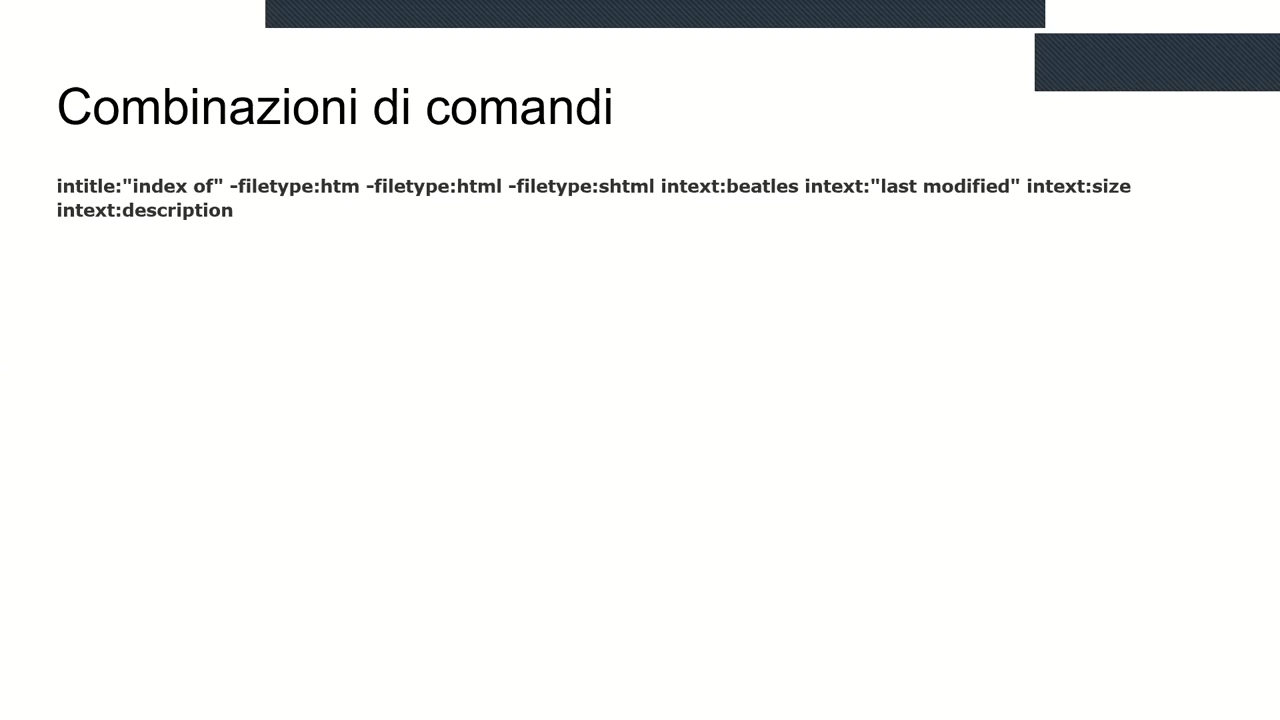 Combinazioni di comandi
intitle:"index of" -filetype:htm -filetype:html -filetype:shtml intext:beatles intext:"last modified" intext:size
intext:description